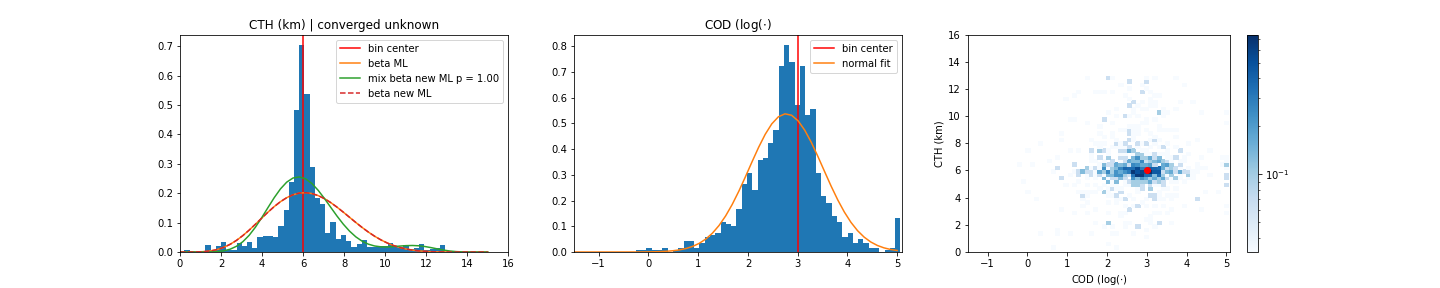 CTH (km) | converged unknown
0.7
0.6
0.5
0.4
0.3
0.2
0.1
0.0
0 2 4 6 8 10 12 14 16
bin center
beta ML
mix beta new ML p = 1.00
beta new ML
COD (log(·)
0.8
0.7
0.6
0.5
0.4
0.3
0.2
0.1
0.0
−1 0 1 2 3 4 5
bin center
normal fit
CTH (km)
16
14
12
10
8
6
4
2
0
−1 0 1 2 3 4 5
COD (log(·)
10⁻¹